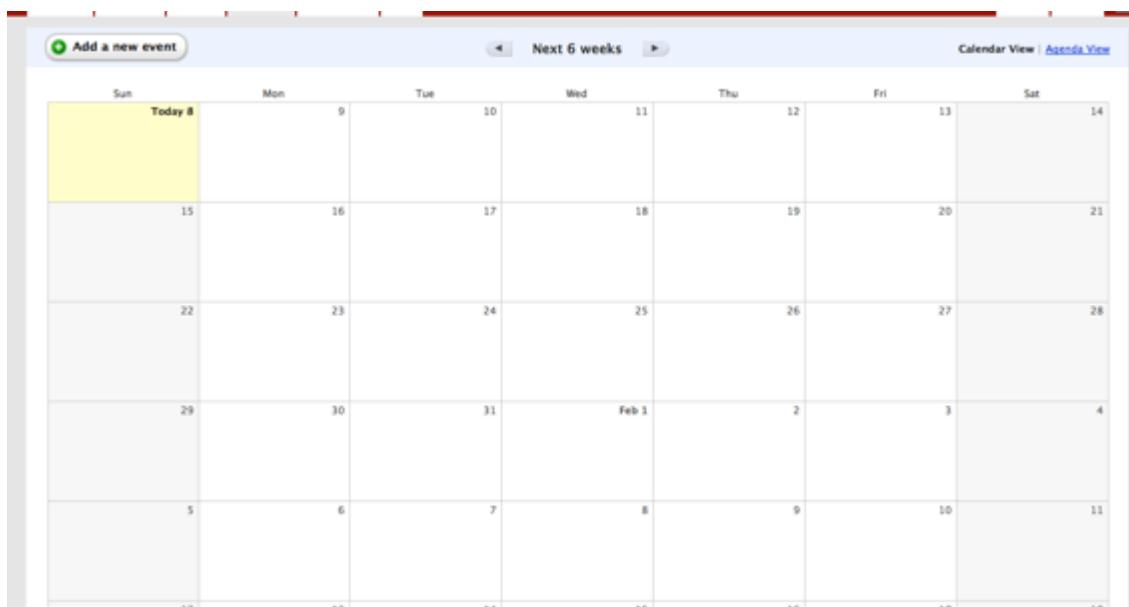 Add a new event
Next 6 weeks
Calendar View | Agenda View
Sun Mon Tue Wed Thu Fri Sat
Today 8 9 10 11 12 13 14
15 16 17 18 19 20 21
22 23 24 25 26 27 28
29 30 31 Feb 1 2 3 4
5 6 7 8 9 10 11